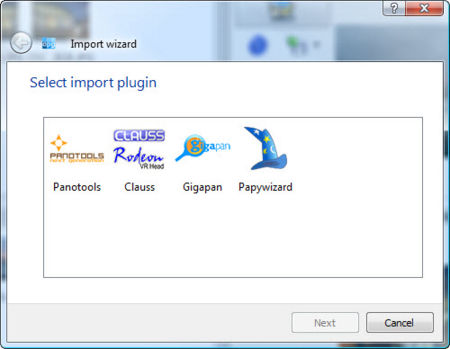 Import wizard
Select import plugin
PANOTOOLS
NEXT GENERATION
CLAUSS
Rodeon
VR Head
gigapan
Panotools
Clauss
Gigapan
Papywizard
Next
Cancel